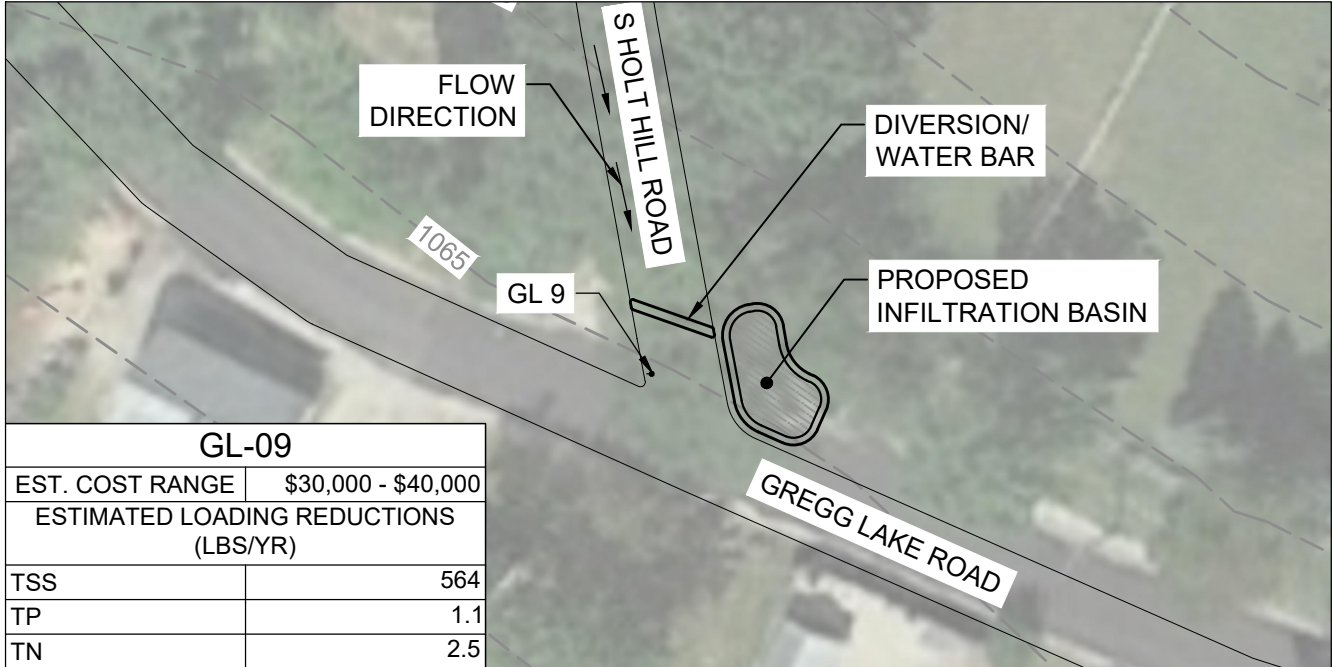 S HOLT HILL ROAD
FLOW
DIRECTION
DIVERSION/
WATER BAR
1065
GL 9
PROPOSED
INFILTRATION BASIN
GREGG LAKE ROAD
GL-09
EST. COST RANGE $30,000 - $40,000
ESTIMATED LOADING REDUCTIONS
(LBS/YR)
TSS 564
TP 1.1
TN 2.5